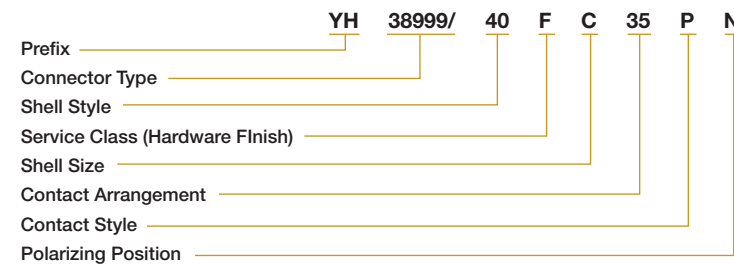 YH 38999/ 40 F C 35 P N
Prefix
Connector Type
Shell Style
Service Class (Hardware FInish)
Shell Size
Contact Arrangement
Contact Style
Polarizing Position